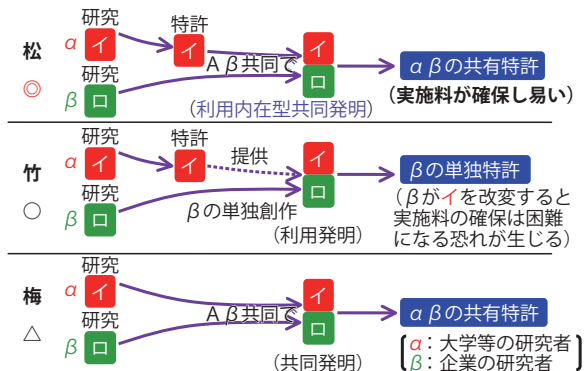 研究
特許
松
α イ
イ
イ
Aβ共同で
研究
ロ
αβの共有特許
◎
β ロ
(利用内在型共同発明)
(実施料が確保し易い)
研究
特許
竹
α イ
イ
提供
イ
研究
ロ
βの単独特許
○
β ロ
βの単独創作
(利用発明)
(βがイを改変すると
実施料の確保は困難
になる恐れが生じる)
研究
梅
α イ
イ
Aβ共同で
研究
ロ
αβの共有特許
△
β ロ
(共同発明)
α：大学等の研究者
β：企業の研究者